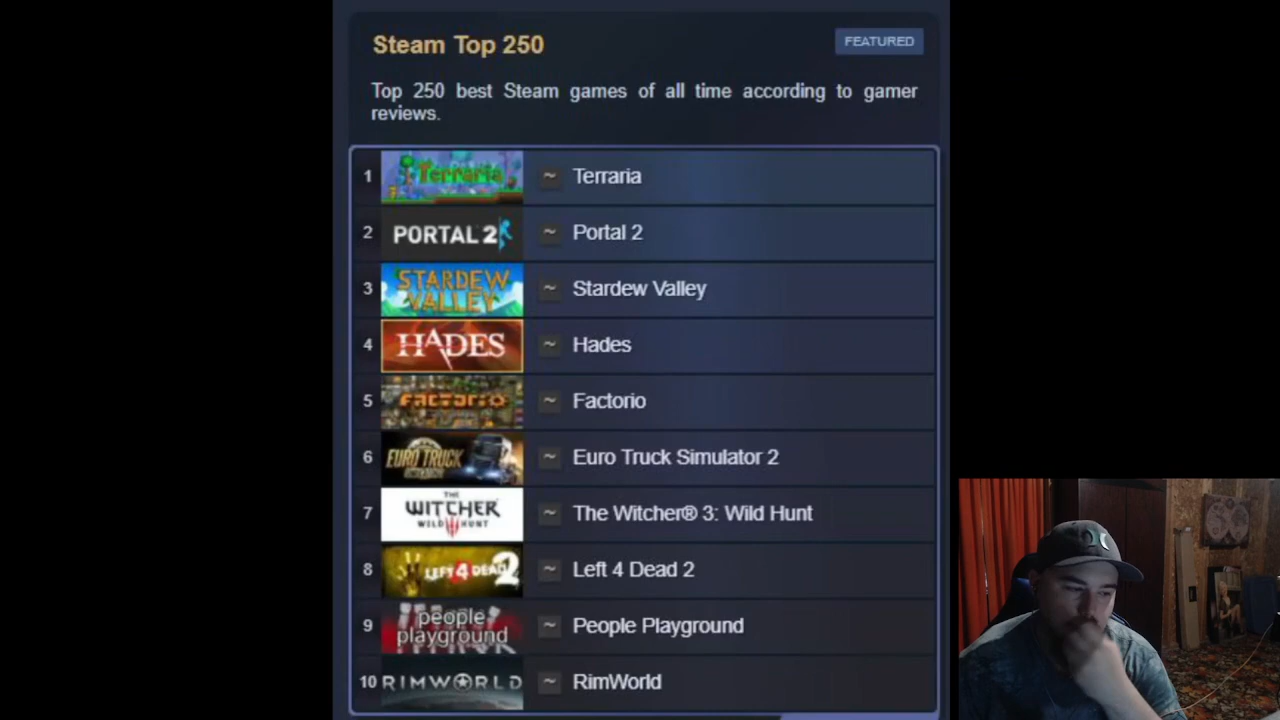 Steam Top 250
FEATURED
Top 250 best Steam games of all time according to gamer
reviews.
1 Terraria ~ Terraria
2 PORTAL 2 ~ Portal 2
3 STARDEW VALLEY ~ Stardew Valley
4 HADES ~ Hades
5 FACTORIO ~ Factorio
6 EURO TRUCK ~ Euro Truck Simulator 2
7 THE WITCHER WILD HUNT ~ The Witcher® 3: Wild Hunt
8 LEFT 4 DEAD 2 ~ Left 4 Dead 2
9 people playground ~ People Playground
10 RIMWORLD ~ RimWorld